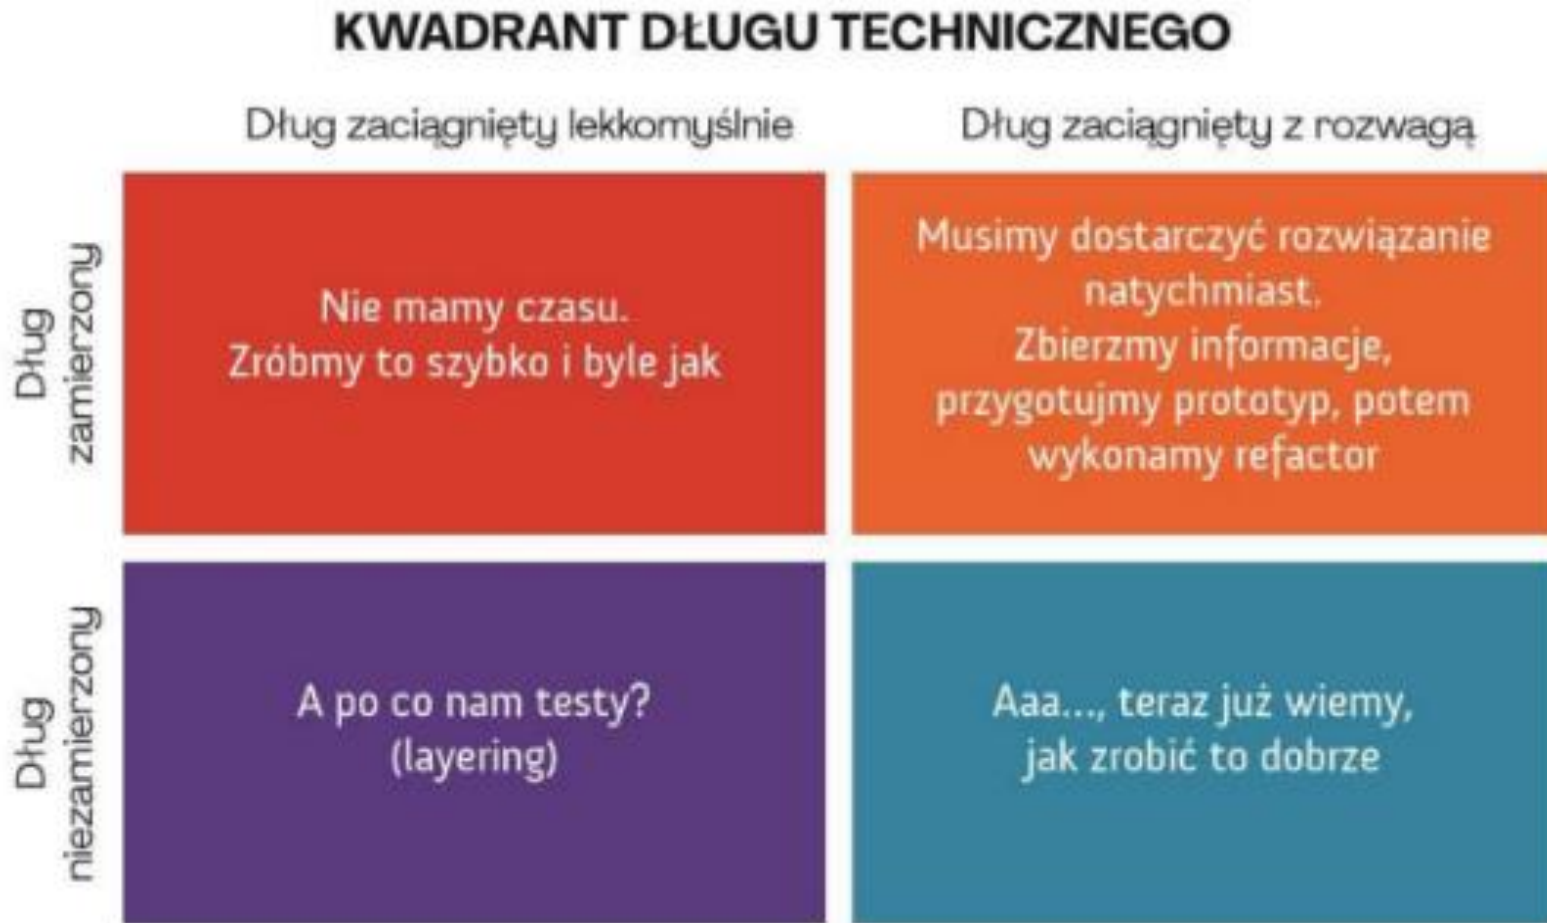 KWADRANT DŁUGU TECHNICZNEGO
Dług zaciągnięty lekkomyślnie
Dług zaciągnięty z rozwagą
Dług
zamierzony
Nie mamy czasu.
Zróbmy to szybko i byle jak
Musimy dostarczyć rozwiązanie
natychmiast.
Zbierzmy informacje,
przygotujmy prototyp, potem
wykonamy refactor
Dług
niezamierzony
A po co nam testy?
(layering)
Aaa..., teraz już wiemy,
jak zrobić to dobrze